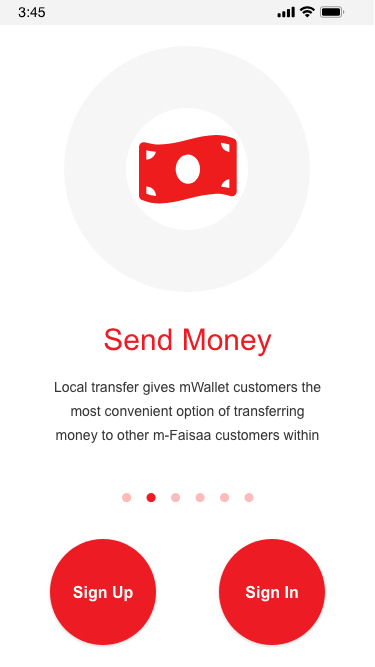 3:45
Send Money
Local transfer gives mWallet customers the
most convenient option of transferring
money to other m-Faisaa customers within
Sign Up
Sign In